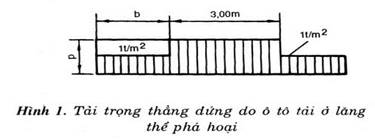 b
3,00m
1t/m²
1t/m²
p
Hình 1. Tải trọng thẳng đứng do ô tô tải ở lăng
thể phá hoại